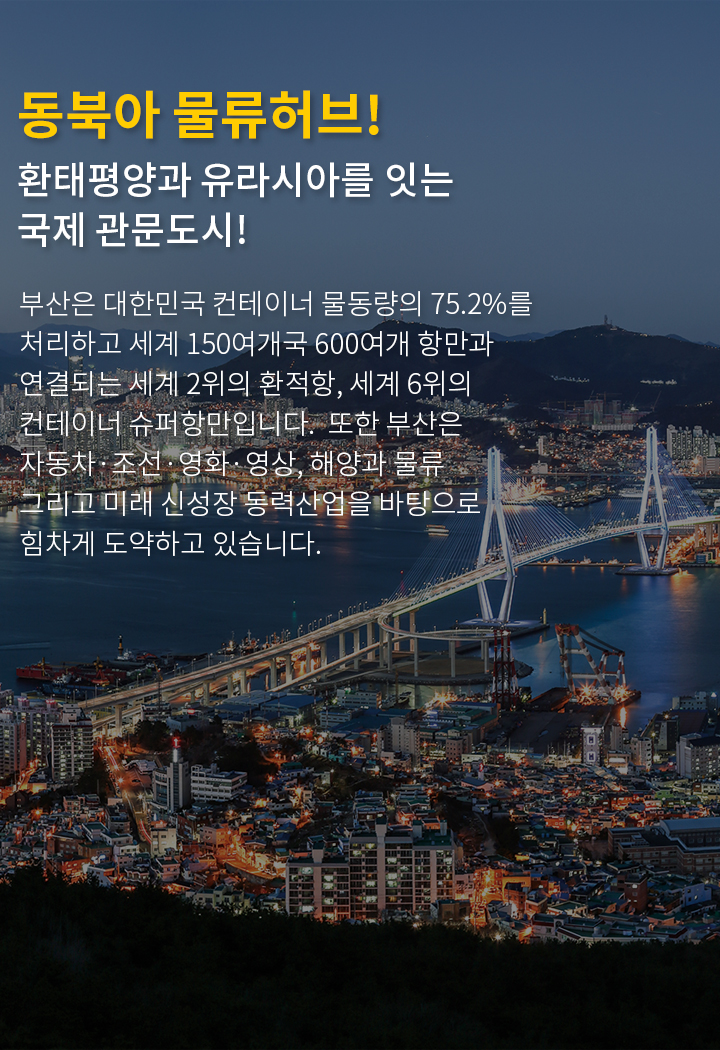 동북아 물류허브!
환태평양과 유라시아를 잇는
국제 관문도시!
부산은 대한민국 컨테이너 물동량의 75.2%를
처리하고 세계 150여개국 600여개 항만과
연결되는 세계 2위의 환적항, 세계 6위의
컨테이너 슈퍼항만입니다. 또한 부산은
자동차·조선·영화·영상, 해양과 물류
그리고 미래 신성장 동력산업을 바탕으로
힘차게 도약하고 있습니다.